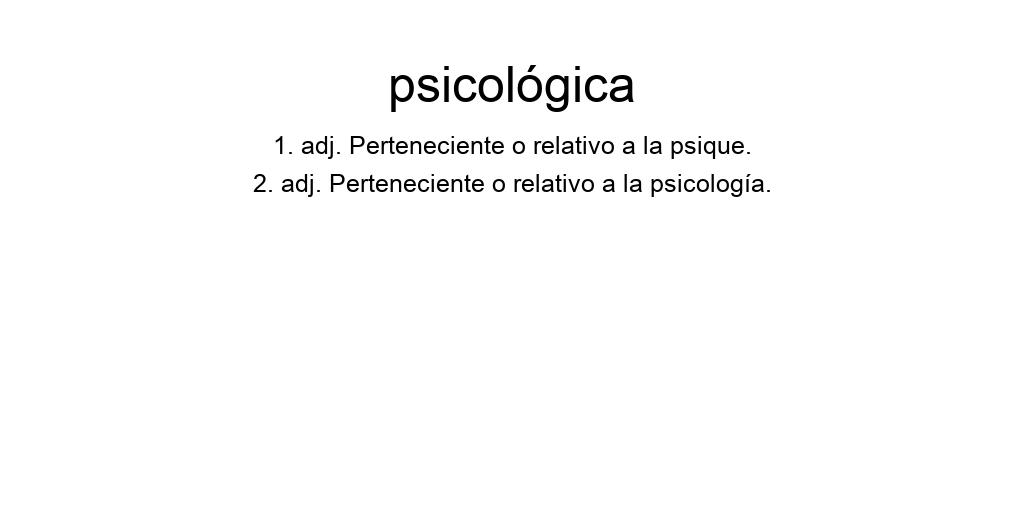 psicológica
1. adj. Perteneciente o relativo a la psique.
2. adj. Perteneciente o relativo a la psicología.